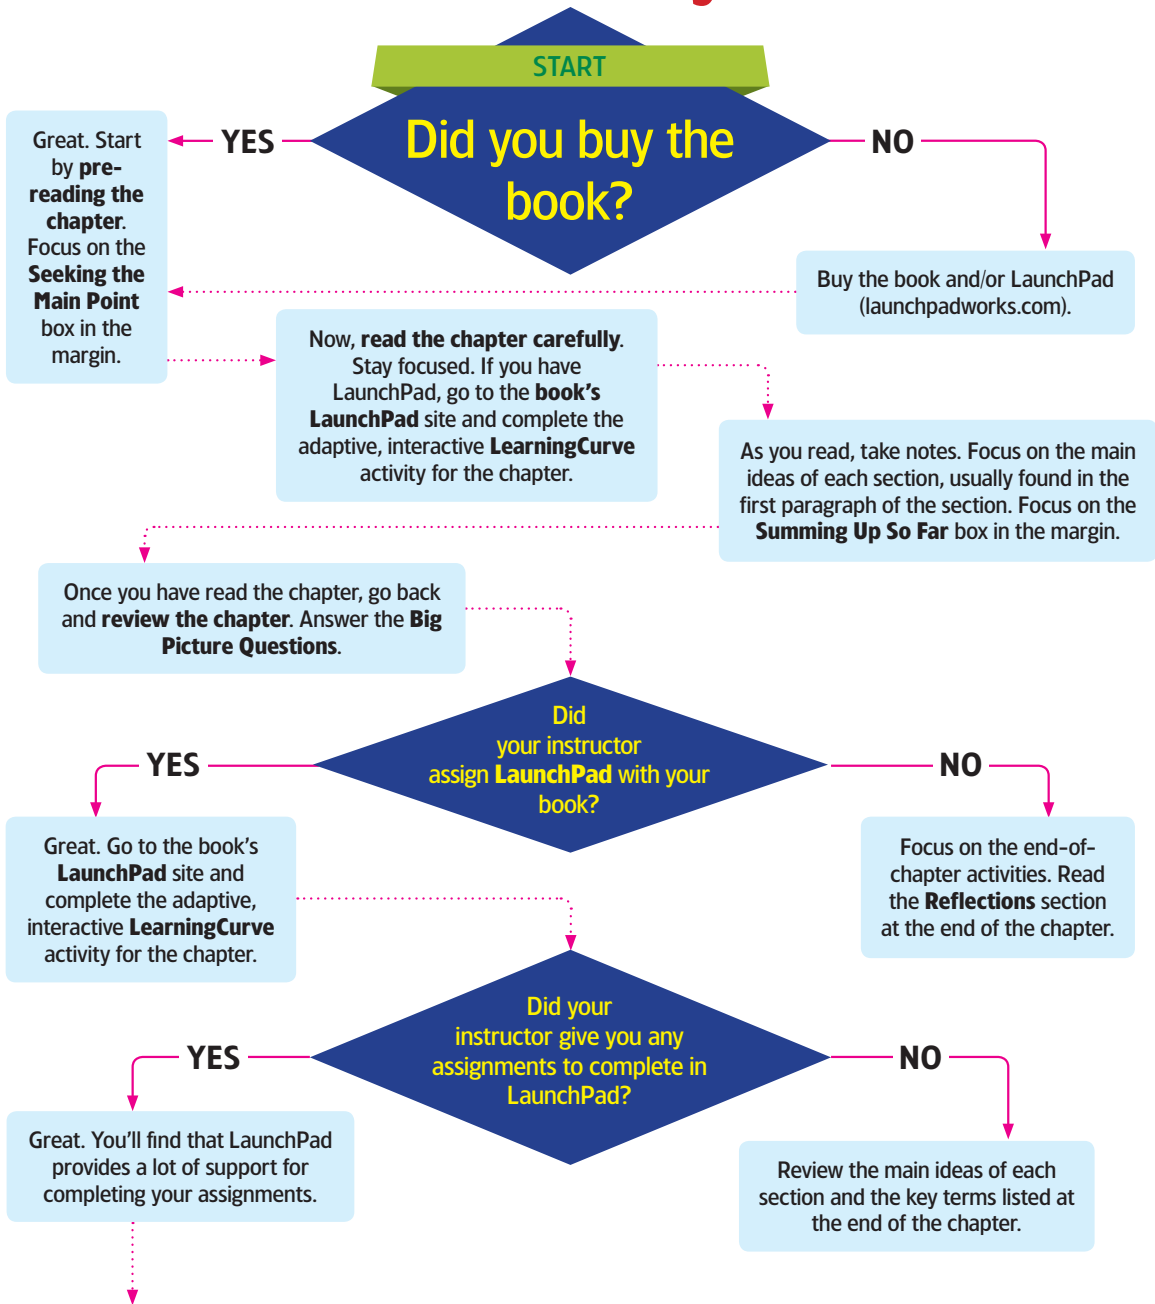 START
Did you buy the
book?
YES
NO
Great. Start
by pre-
reading the
chapter.
Focus on the
Seeking the
Main Point
box in the
margin.
Buy the book and/or LaunchPad
(launchpadworks.com).
Now, read the chapter carefully.
Stay focused. If you have
LaunchPad, go to the book's
LaunchPad site and complete the
adaptive, interactive LearningCurve
activity for the chapter.
As you read, take notes. Focus on the main
ideas of each section, usually found in the
first paragraph of the section. Focus on the
Summing Up So Far box in the margin.
Once you have read the chapter, go back
and review the chapter. Answer the Big
Picture Questions.
Did
your instructor
assign LaunchPad with your
book?
YES
NO
Great. Go to the book's
LaunchPad site and
complete the adaptive,
interactive LearningCurve
activity for the chapter.
Focus on the end-of-
chapter activities. Read
the Reflections section
at the end of the chapter.
Did your
instructor give you any
assignments to complete in
LaunchPad?
YES
NO
Great. You'll find that LaunchPad
provides a lot of support for
completing your assignments.
Review the main ideas of each
section and the key terms listed at
the end of the chapter.